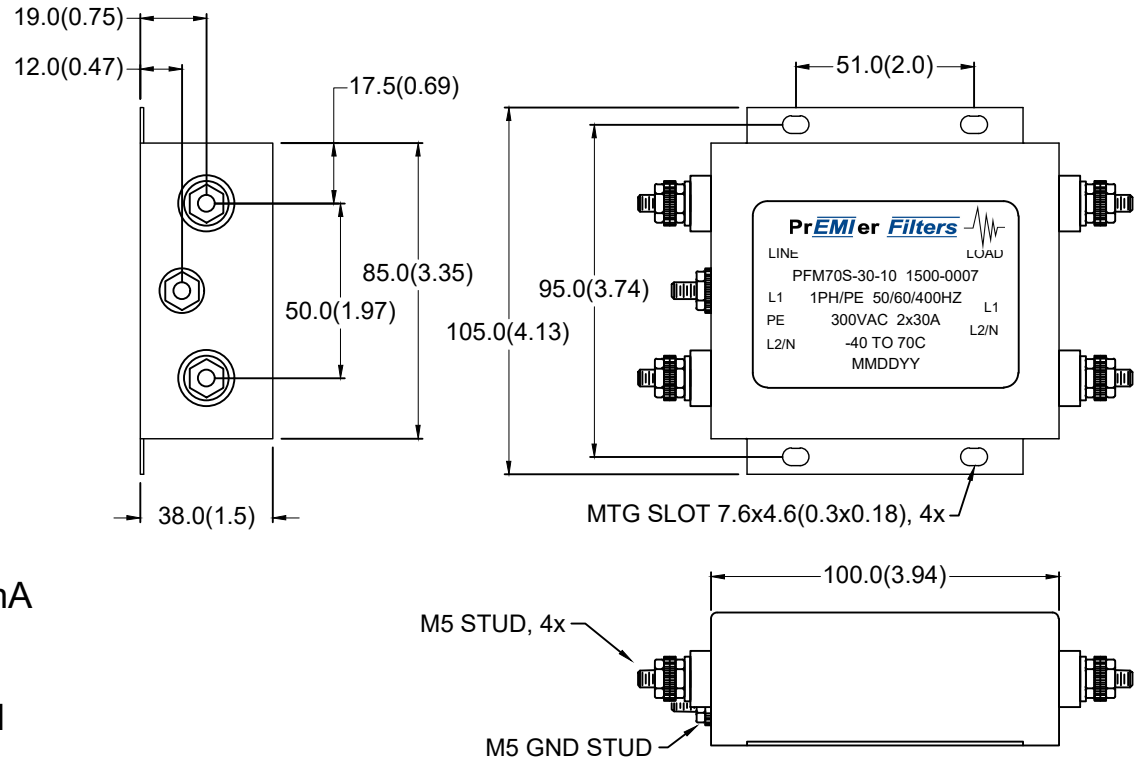 19.0(0.75)
12.0(0.47)
17.5(0.69)
85.0(3.35)
50.0(1.97)
38.0(1.5)
51.0(2.0)
95.0(3.74)
105.0(4.13)
PrEMIer Filters
LINE LOAD
PFM70S-30-10 1500-0007
L1 1PH/PE 50/60/400HZ L1
PE 300VAC 2x30A
L2/N -40 TO 70C L2/N
MMDDYY
MTG SLOT 7.6x4.6(0.3x0.18), 4x
100.0(3.94)
M5 STUD, 4x
M5 GND STUD